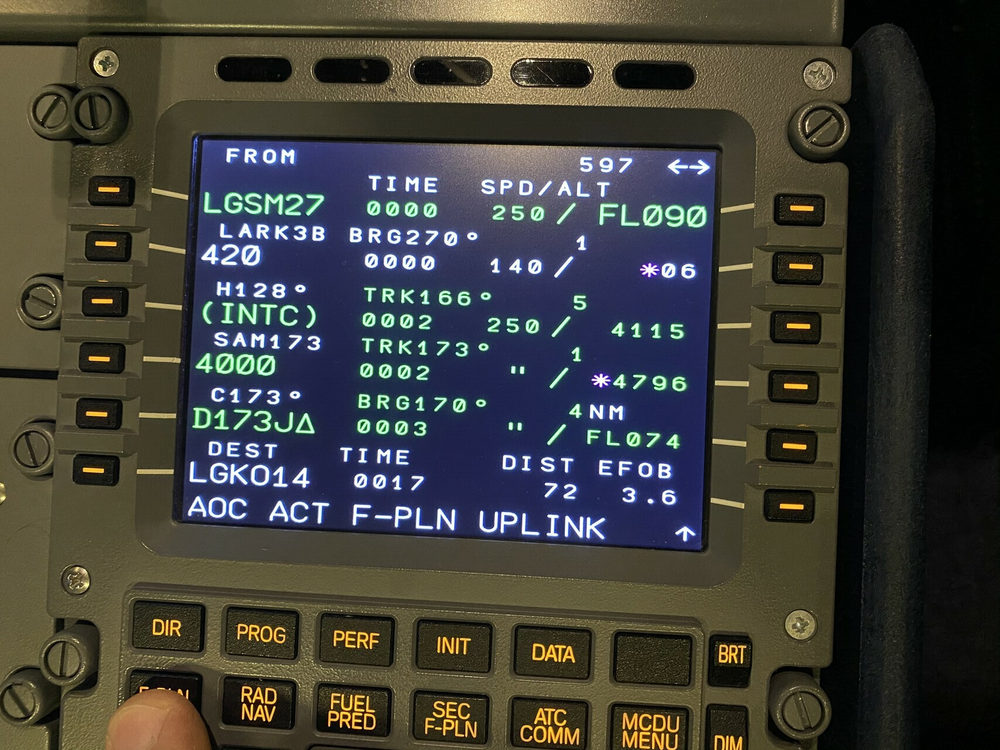 FROM 597 ←→
TIME SPD/ALT
LGSM27 0000 250 / FL090
LARK3B BRG270° 1
420 0000 140 / *06
H128° TRK166° 5
(INTC) 0002 250 / 4115
SAM173 TRK173° 1
4000 0002 " / *4796
C173° BRG170° 4NM
D173JΔ 0003 " / FL074
DEST TIME DIST EFOB
LGKO14 0017 72 3.6
AOC ACT F-PLN UPLINK ↑
DIR PROG PERF INIT DATA BRT
F-PLN RAD NAV FUEL PRED SEC F-PLN ATC COMM MCDU MENU DIM